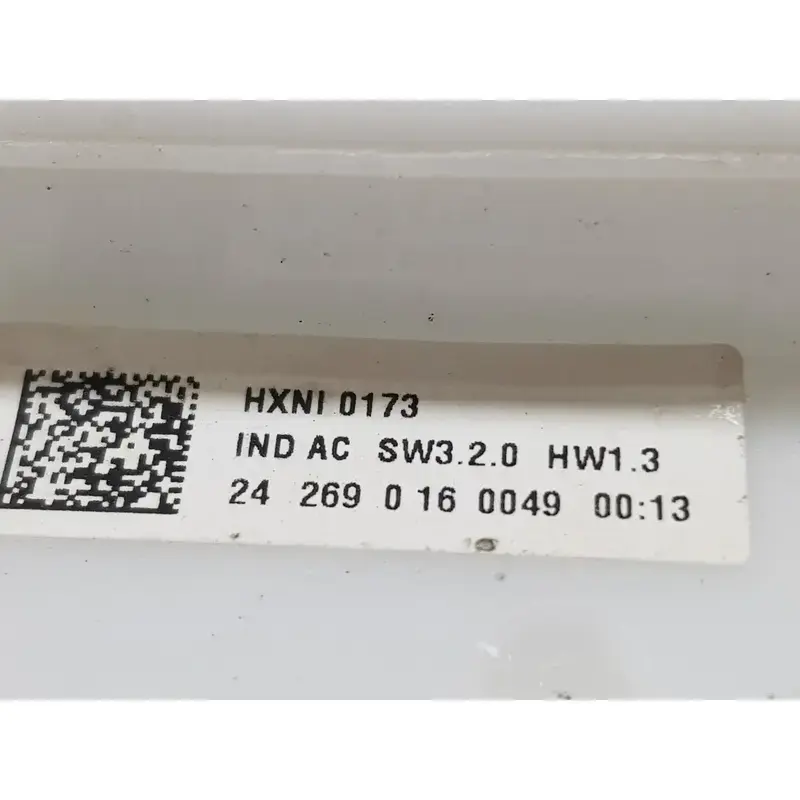 HXNI 0173
IND AC SW3.2.0 HW1.3
24 269 0 16 0049 00:13